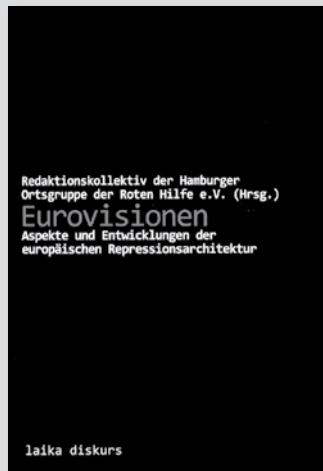 Redaktionskollektiv der Hamburger
Ortsgruppe der Roten Hilfe e.V. (Hrsg.)
Eurovisionen
Aspekte und Entwicklungen der
europäischen Repressionsarchitektur
laika diskurs